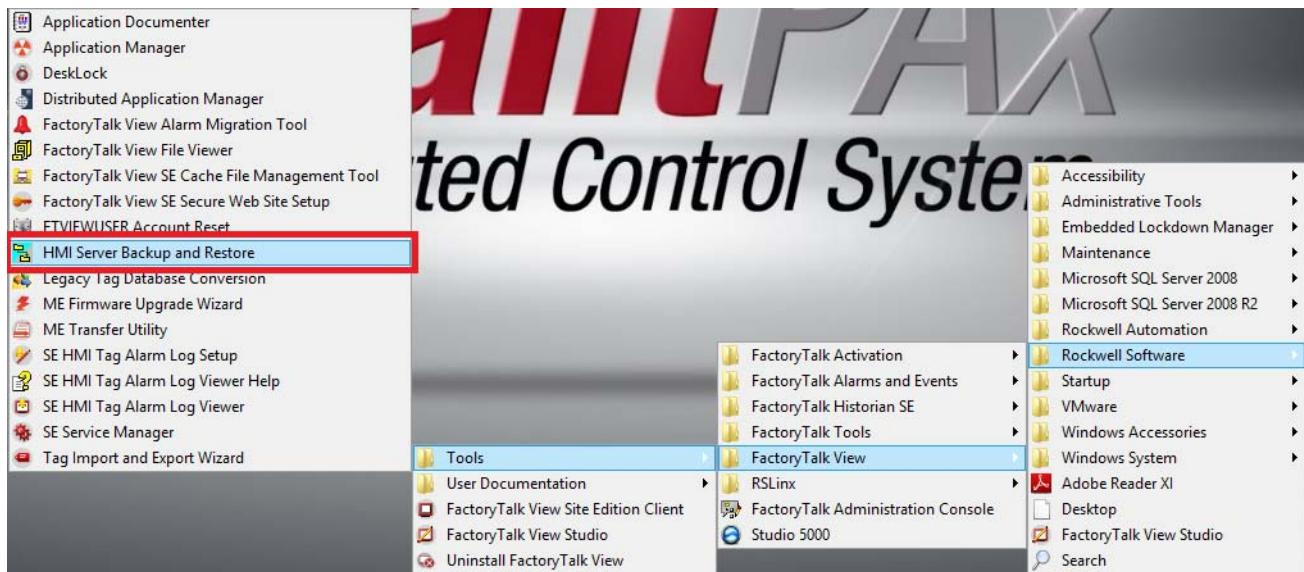 Application Documenter
Application Manager
DeskLock
Distributed Application Manager
FactoryTalk View Alarm Migration Tool
FactoryTalk View File Viewer
FactoryTalk View SE Cache File Management Tool
FactoryTalk View SE Secure Web Site Setup
FTVIEWUSER Account Reset
HMI Server Backup and Restore
Legacy Tag Database Conversion
ME Firmware Upgrade Wizard
ME Transfer Utility
SE HMI Tag Alarm Log Setup
SE HMI Tag Alarm Log Viewer Help
SE HMI Tag Alarm Log Viewer
SE Service Manager
Tag Import and Export Wizard
Tools
User Documentation
FactoryTalk View Site Edition Client
FactoryTalk View Studio
Uninstall FactoryTalk View
FactoryTalk Activation
FactoryTalk Alarms and Events
FactoryTalk Historian SE
FactoryTalk Tools
FactoryTalk View
RSLinx
FactoryTalk Administration Console
Studio 5000
Accessibility
Administrative Tools
Embedded Lockdown Manager
Maintenance
Microsoft SQL Server 2008
Microsoft SQL Server 2008 R2
Rockwell Automation
Rockwell Software
Startup
VMware
Windows Accessories
Windows System
Adobe Reader XI
Desktop
FactoryTalk View Studio
Search
antPAx
ted Control System